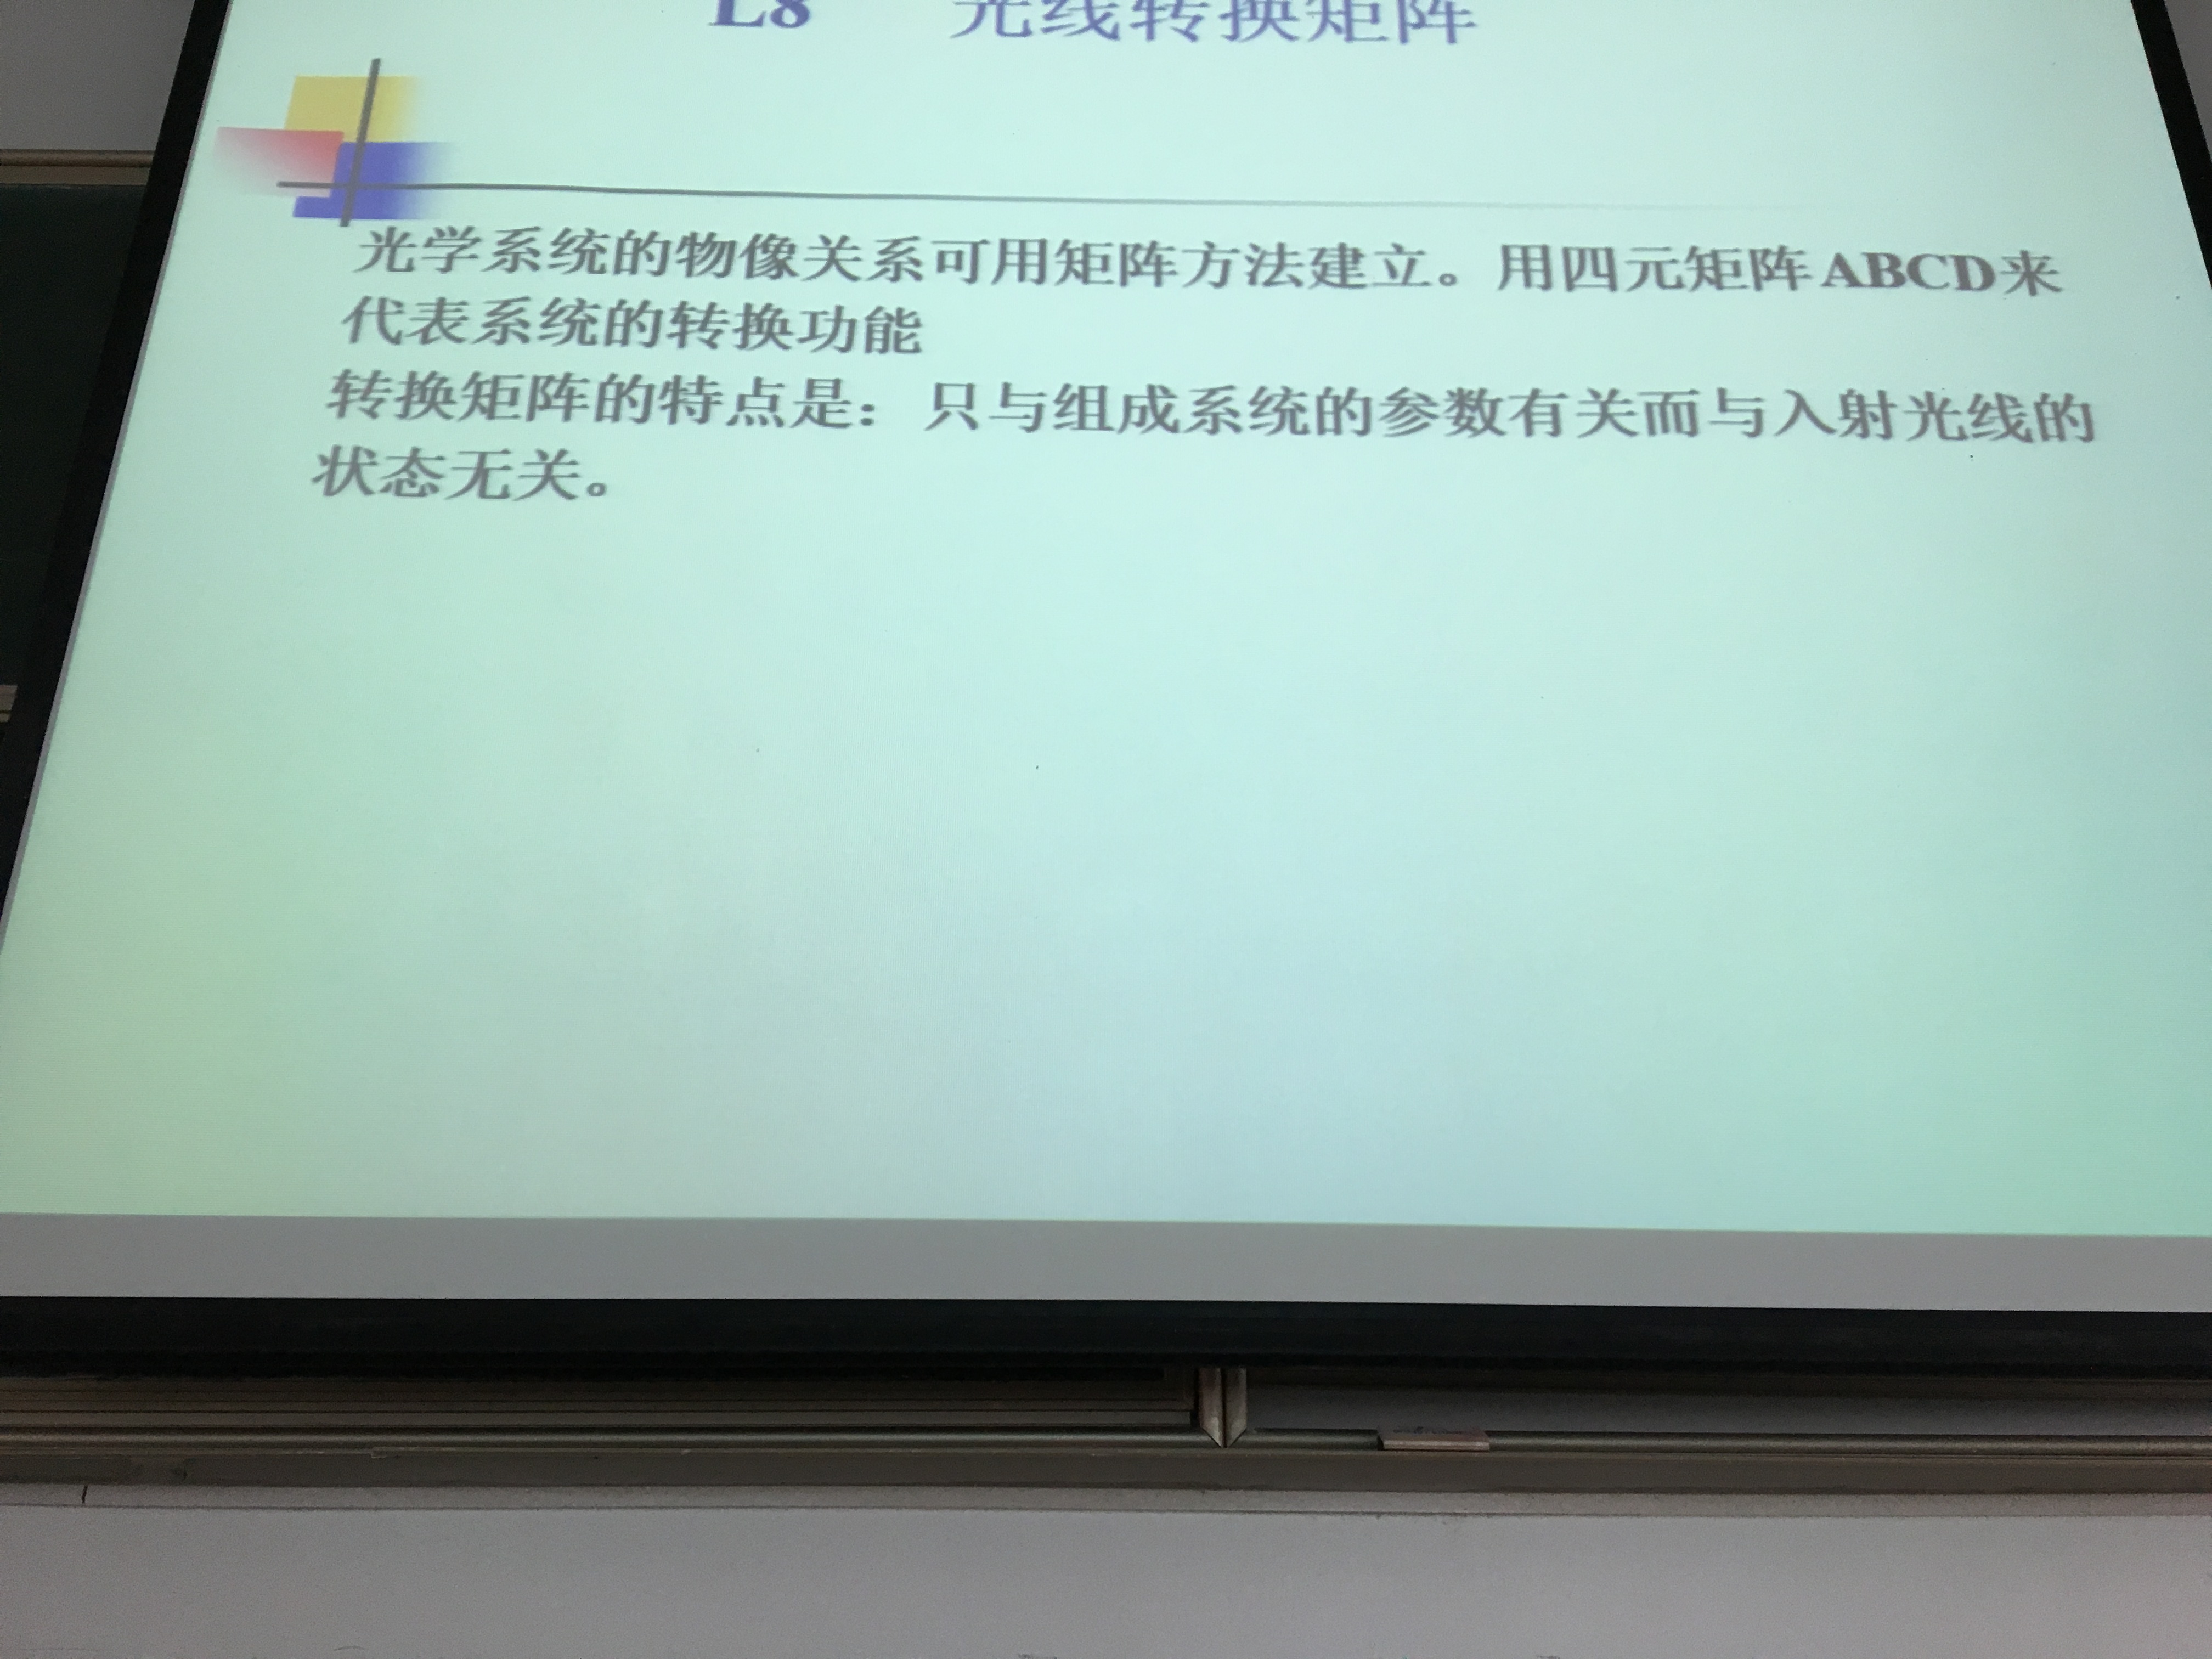 L8 光线转换矩阵
光学系统的物像关系可用矩阵方法建立。用四元矩阵ABCD来
代表系统的转换功能
转换矩阵的特点是：只与组成系统的参数有关而与入射光线的
状态无关。